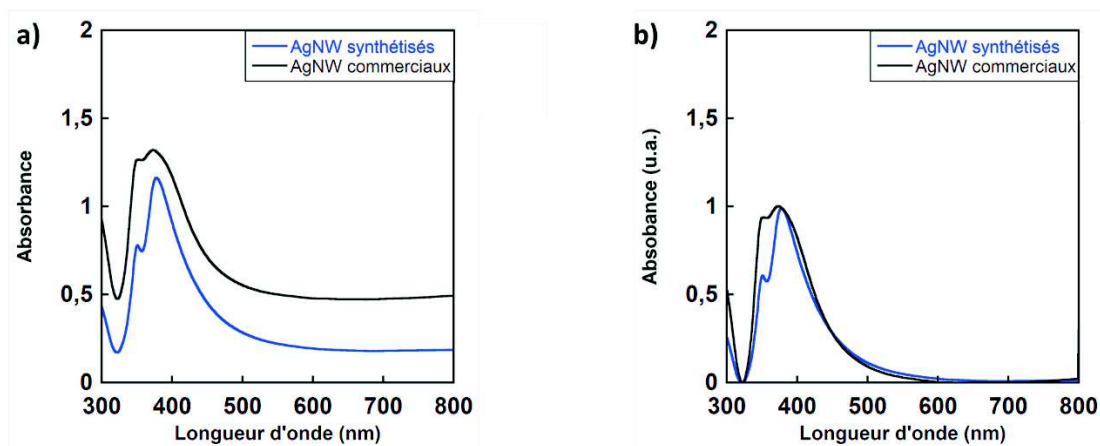 a)
AgNW synthétisés
AgNW commerciaux
2
1,5
1
0,5
0
300 400 500 600 700 800
Absorbance
Longueur d'onde (nm)
b)
AgNW synthétisés
AgNW commerciaux
2
1,5
1
0,5
0
300 400 500 600 700 800
Absobance (u.a.)
Longueur d'onde (nm)